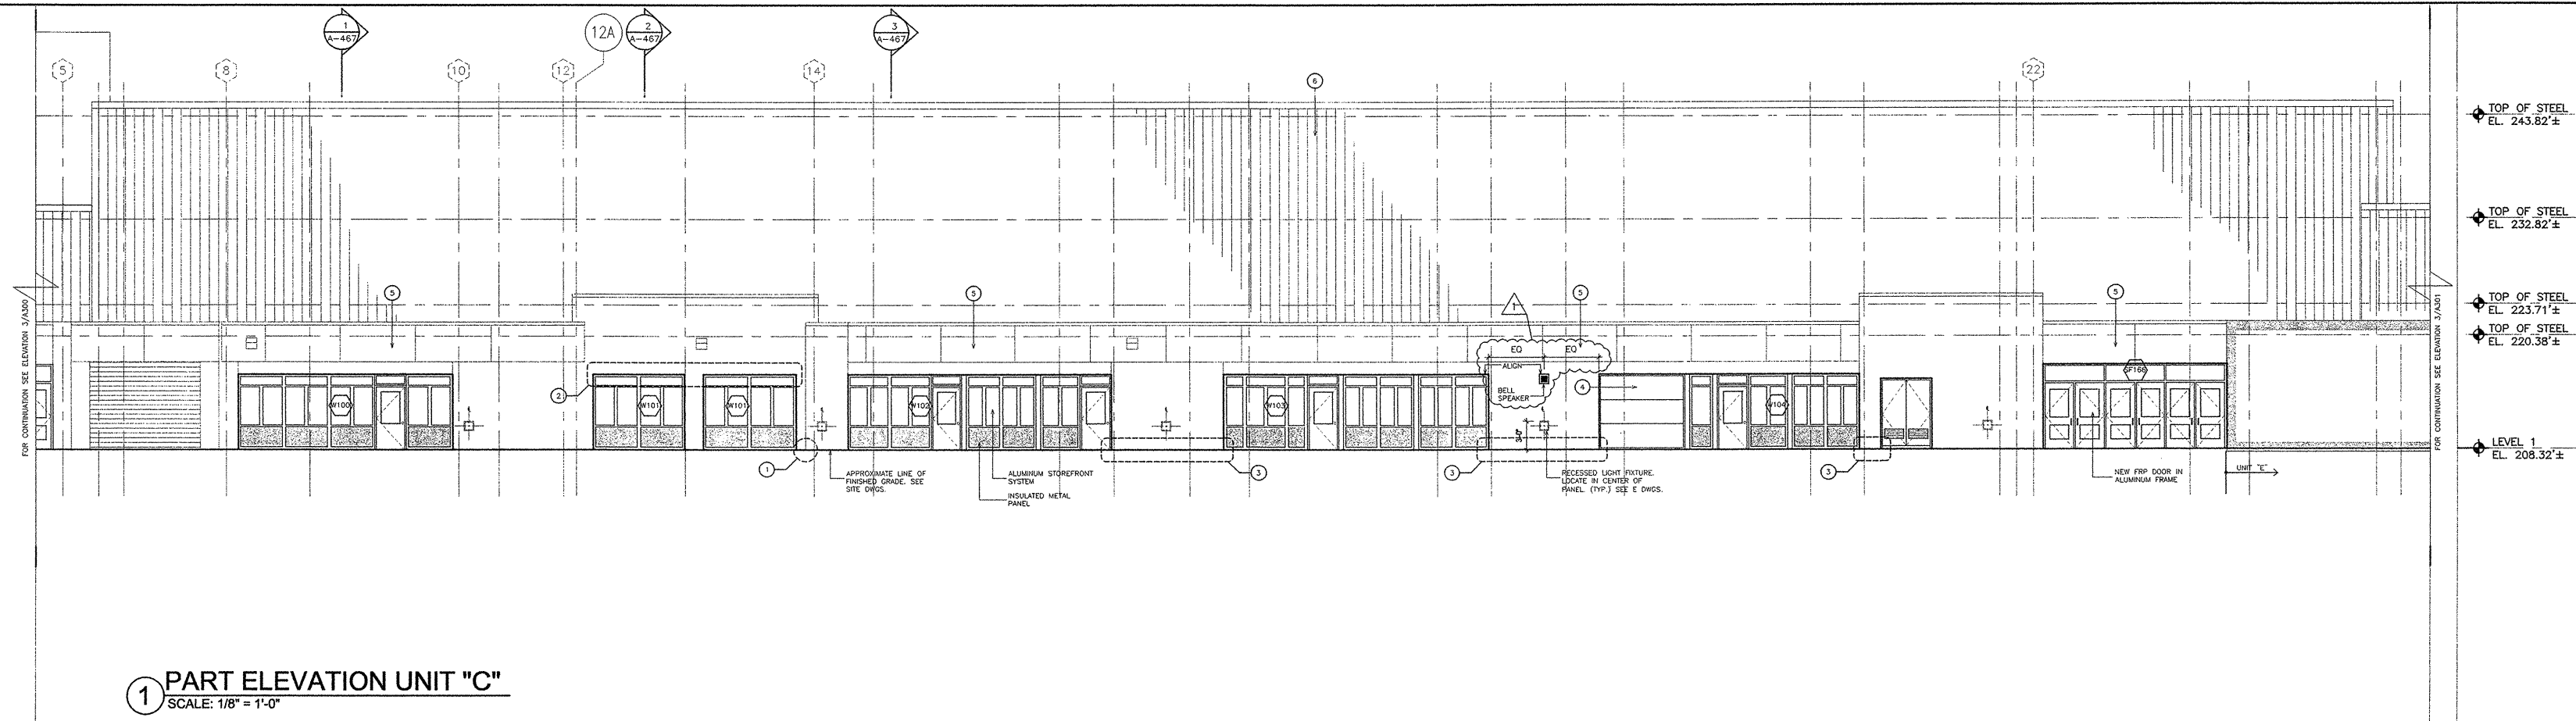 1
A-467
12A
2
A-467
3
A-467
5
8
10
12
14
6
22
TOP OF STEEL
EL. 243.82'±
TOP OF STEEL
EL. 232.82'±
TOP OF STEEL
EL. 223.71'±
TOP OF STEEL
EL. 220.38'±
LEVEL 1
EL. 208.32'±
FOR CONTINUATION SEE ELEVATION 3/A300
FOR CONTINUATION SEE ELEVATION 3/A301
5
5
1
5
5
EQ
EQ
ALIGN
BELL
SPEAKER
2
4
W100
W101
W101
W102
W103
W104
SF166
3'-0"
1
3
3
3
APPROXIMATE LINE OF
FINISHED GRADE. SEE
SITE DWGS.
ALUMINUM STOREFRONT
SYSTEM
INSULATED METAL
PANEL
RECESSED LIGHT FIXTURE.
LOCATE IN CENTER OF
PANEL (TYP.) SEE E DWGS.
NEW FRP DOOR IN
ALUMINUM FRAME
UNIT "E"
1
PART ELEVATION UNIT "C"
SCALE: 1/8" = 1'-0"